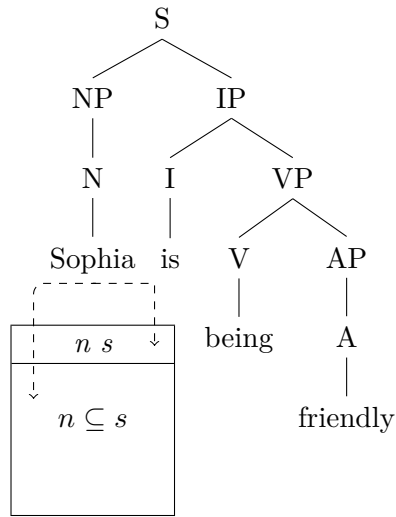 S
NP IP
N I VP
Sophia is V AP
n s being A
n ⊆ s friendly